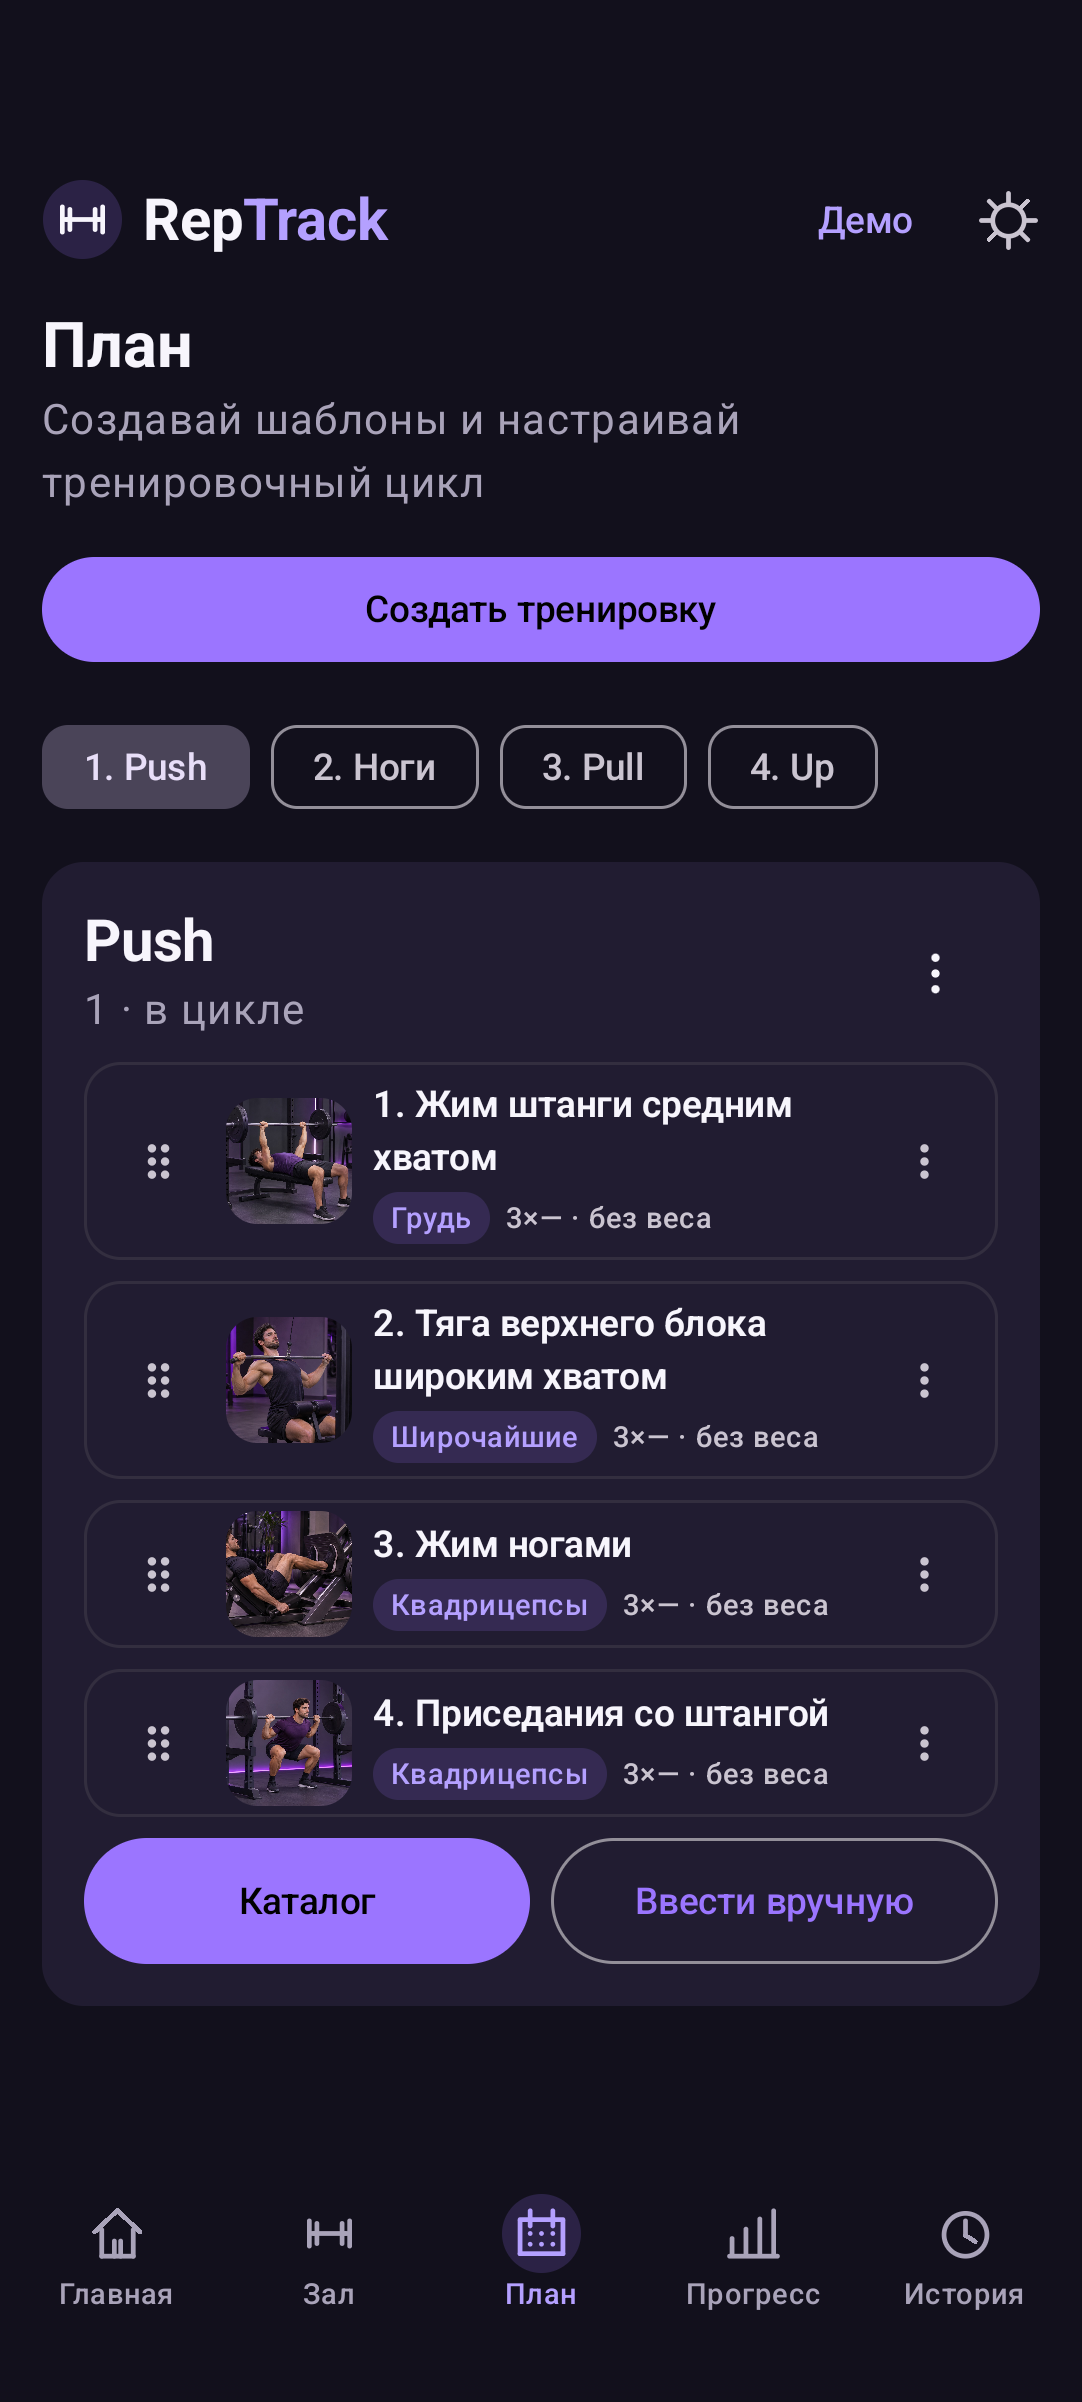 RepTrack
Демо
План
Создавай шаблоны и настраивай
тренировочный цикл
Создать тренировку
1. Push
2. Ноги
3. Pull
4. Up
Push
1 · в цикле
1. Жим штанги средним
хватом
Грудь 3×— · без веса
2. Тяга верхнего блока
широким хватом
Широчайшие 3×— · без веса
3. Жим ногами
Квадрицепсы 3×— · без веса
4. Приседания со штангой
Квадрицепсы 3×— · без веса
Каталог
Ввести вручную
Главная
Зал
План
Прогресс
История